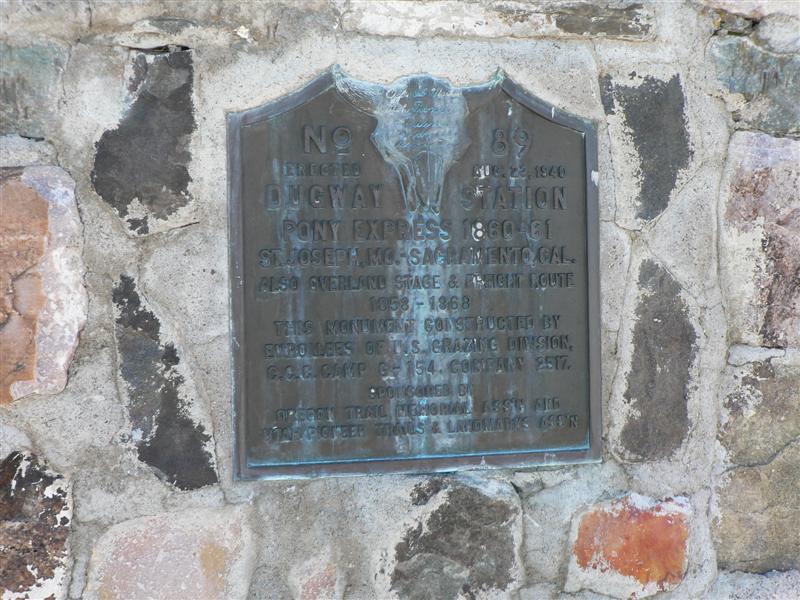 No 89
ERECTED AUG. 22, 1940
DUGWAY STATION
PONY EXPRESS 1860-61
ST. JOSEPH, MO.-SACRAMENTO, CAL.
ALSO OVERLAND STAGE & FREIGHT ROUTE
1858-1868
THIS MONUMENT CONSTRUCTED BY
ENROLLEES OF U.S. GRAZING DIVISION,
C.C.C. CAMP G-154. COMPANY 2517.
SPONSORED BY
OREGON TRAIL MEMORIAL ASS'N AND
UTAH PIONEER TRAILS & LANDMARKS ASS'N